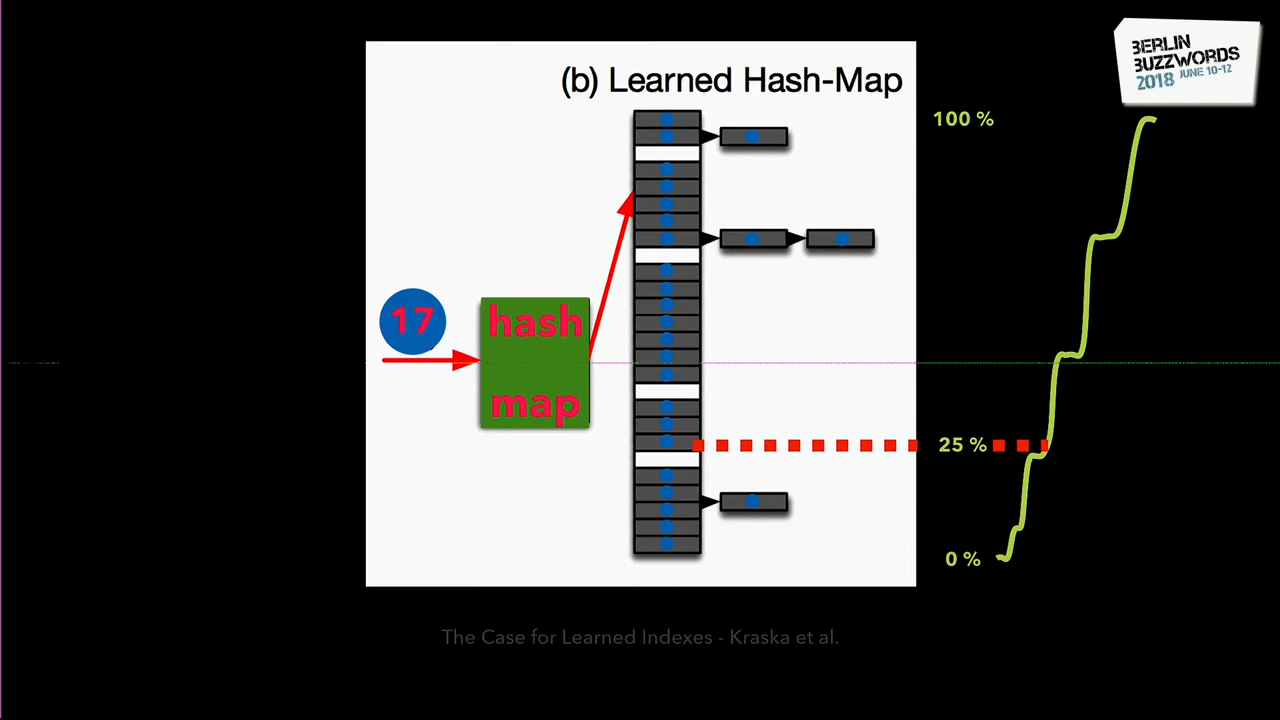 BERLIN
BUZZWORDS
2018 JUNE 10-12
(b) Learned Hash-Map
100 %
17
hash
map
25 %
0 %
The Case for Learned Indexes - Kraska et al.